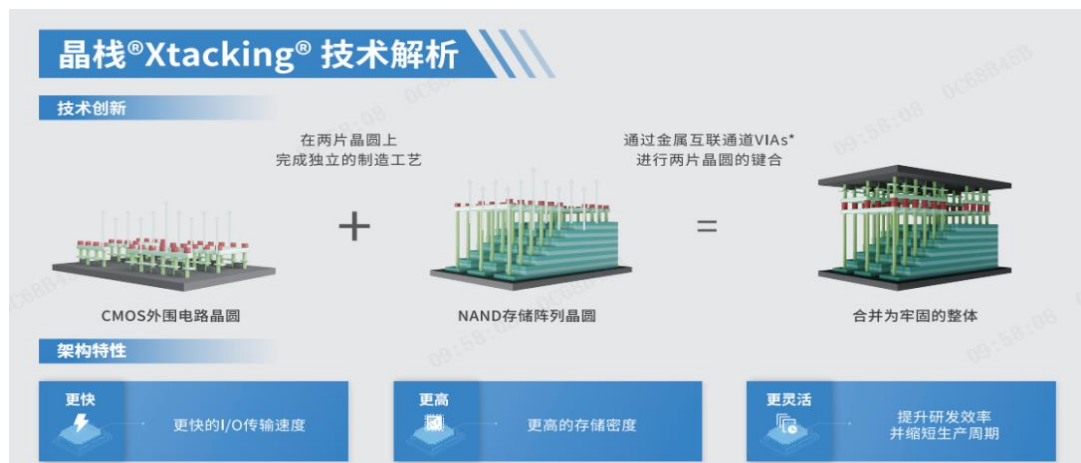 晶栈®Xtacking® 技术解析
技术创新
在两片晶圆上
完成独立的制造工艺
通过金属互联通道VIAs*
进行两片晶圆的键合
+
=
CMOS外围电路晶圆
NAND存储阵列晶圆
合并为牢固的整体
架构特性
更快
更快的I/O传输速度
更高
更高的存储密度
更灵活
提升研发效率
并缩短生产周期
09:58:08
0C68B45B